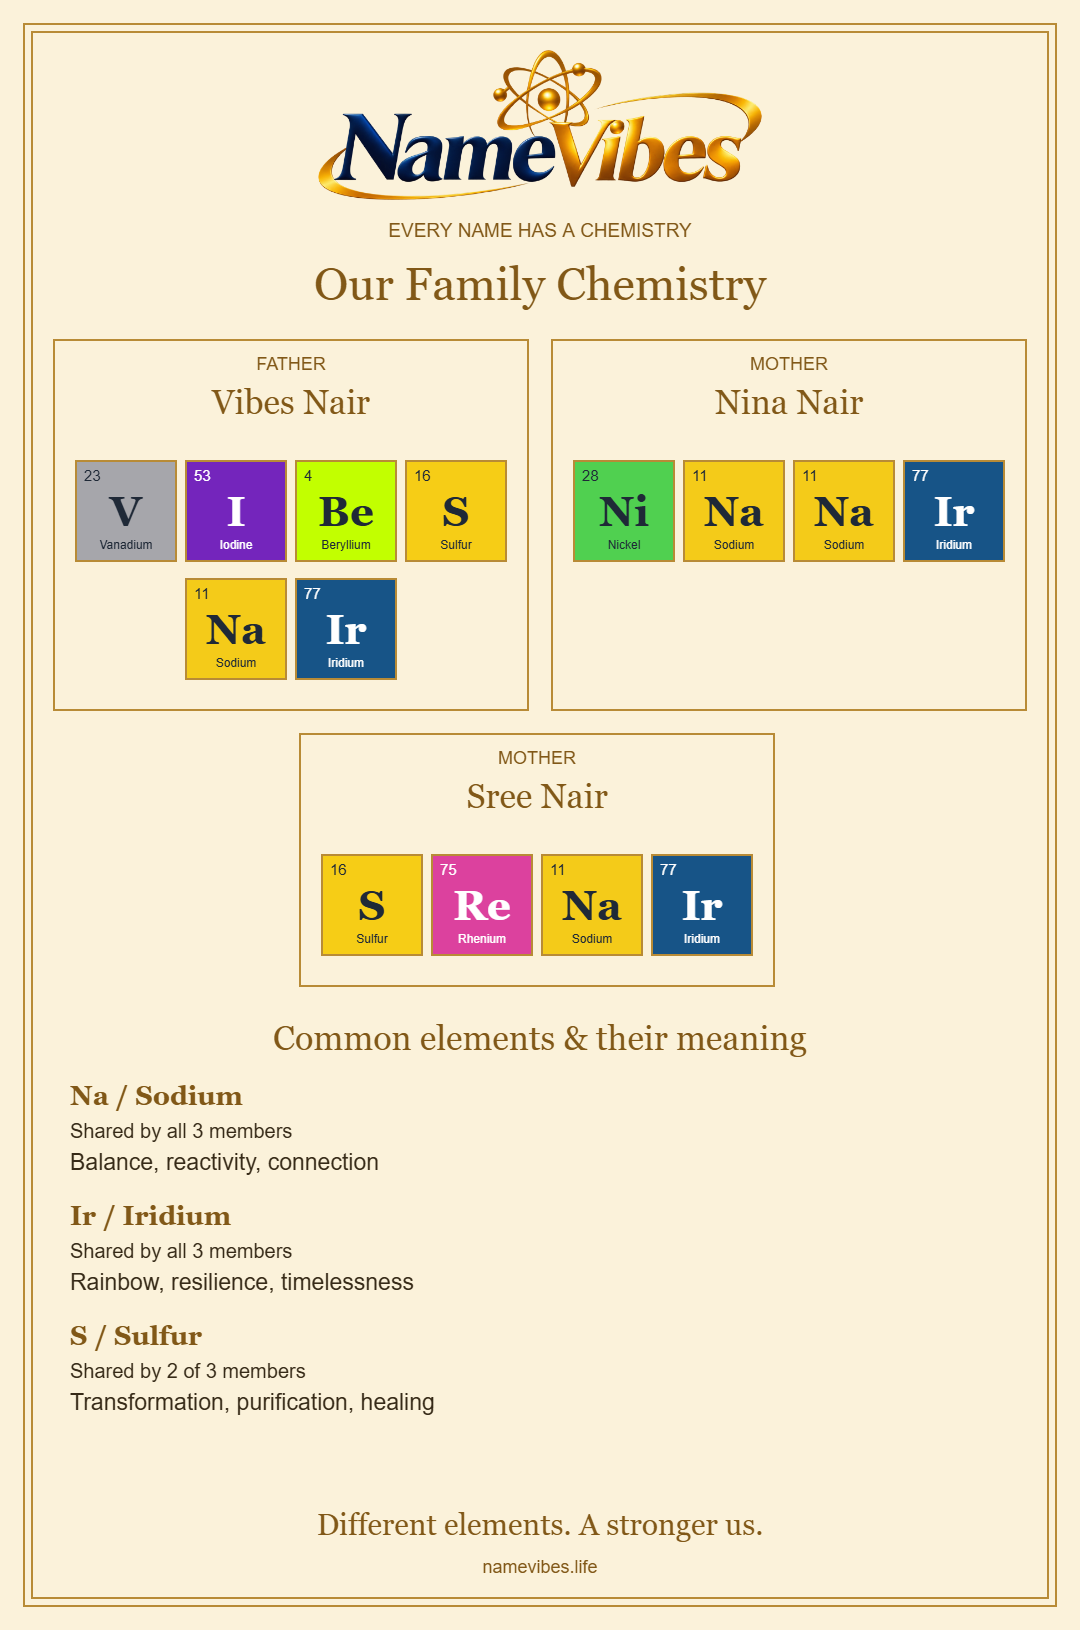 NameVibes
EVERY NAME HAS A CHEMISTRY
Our Family Chemistry
FATHER
Vibes Nair
23
V
Vanadium
53
I
Iodine
4
Be
Beryllium
16
S
Sulfur
11
Na
Sodium
77
Ir
Iridium
MOTHER
Nina Nair
28
Ni
Nickel
11
Na
Sodium
11
Na
Sodium
77
Ir
Iridium
MOTHER
Sree Nair
16
S
Sulfur
75
Re
Rhenium
11
Na
Sodium
77
Ir
Iridium
Common elements & their meaning
Na / Sodium
Shared by all 3 members
Balance, reactivity, connection
Ir / Iridium
Shared by all 3 members
Rainbow, resilience, timelessness
S / Sulfur
Shared by 2 of 3 members
Transformation, purification, healing
Different elements. A stronger us.
namevibes.life